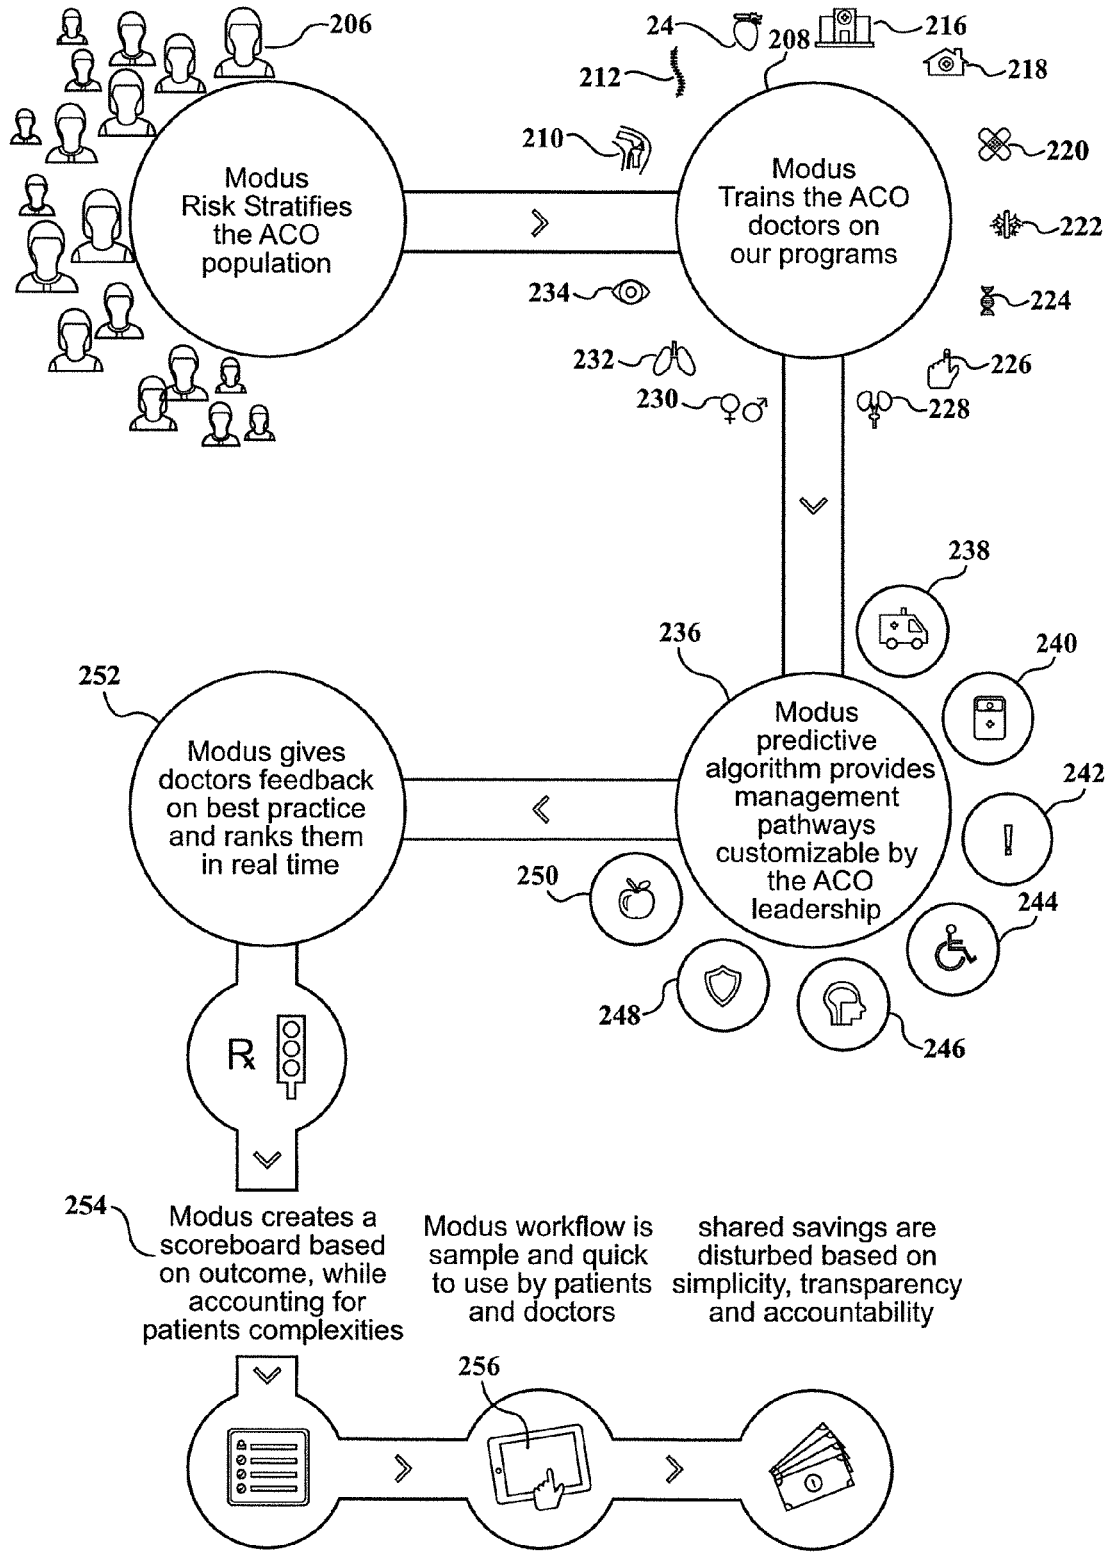 206
24
208
216
212
218
210
220
Modus
Risk Stratifies
the ACO
population
Modus
Trains the ACO
doctors on
our programs
222
234
224
232
226
230
228
238
236
240
252
Modus
predictive
algorithm provides
management
pathways
customizable by
the ACO
leadership
Modus gives
doctors feedback
on best practice
and ranks them
in real time
242
250
244
248
246
Rx
254
Modus creates a
scoreboard based
on outcome, while
accounting for
patients complexities
Modus workflow is
sample and quick
to use by patients
and doctors
shared savings are
disturbed based on
simplicity, transparency
and accountability
256
1